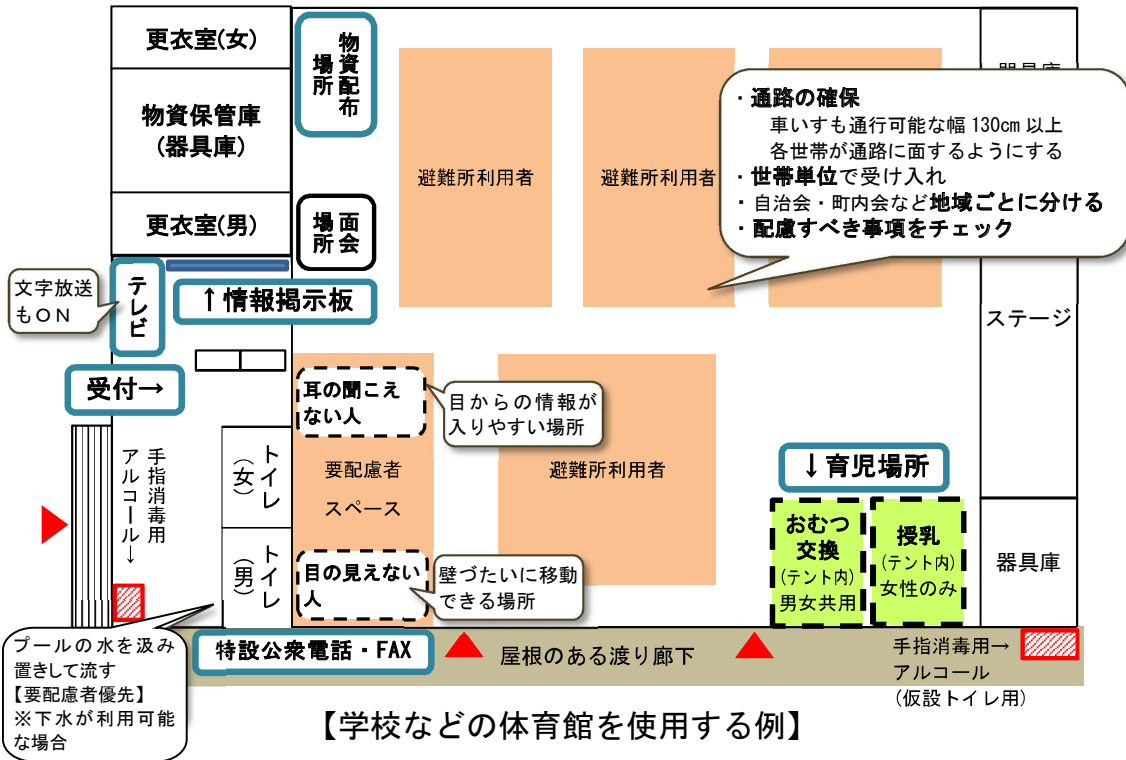 更衣室(女)
物資配布
場所
器具庫
物資保管庫
(器具庫)
・通路の確保
車いすも通行可能な幅 130cm 以上
各世帯が通路に面するようにする
・世帯単位で受け入れ
・自治会・町内会など地域ごとに分ける
・配慮すべき事項をチェック
避難所利用者
避難所利用者
更衣室(男)
面会
場所
文字放送
もON
テレビ
↑情報掲示板
ステージ
受付→
耳の聞こえ
ない人
目からの情報が
入りやすい場所
手指消毒用
アルコール→
トイレ
(女)
要配慮者
スペース
避難所利用者
↓育児場所
トイレ
(男)
目の見えない
人
壁づたいに移動
できる場所
おむつ
交換
(テント内)
男女共用
授乳
(テント内)
女性のみ
器具庫
プールの水を汲み
置きして流す
【要配慮者優先】
※下水が利用可能
な場合
特設公衆電話・FAX
屋根のある渡り廊下
手指消毒用→
アルコール
(仮設トイレ用)
【学校などの体育館を使用する例】